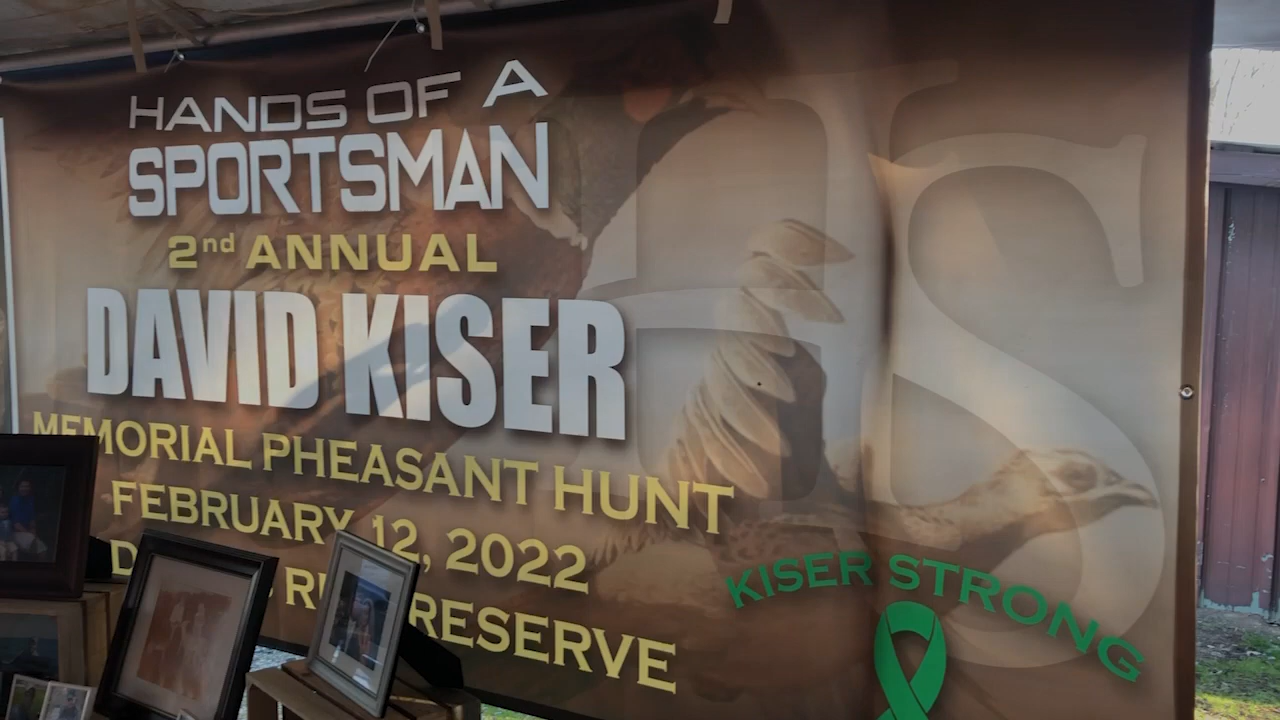 HANDS OF A
SPORTSMAN
2nd ANNUAL
DAVID KISER
MEMORIAL PHEASANT HUNT
FEBRUARY 12, 2022
RESERVE
KISER STRONG